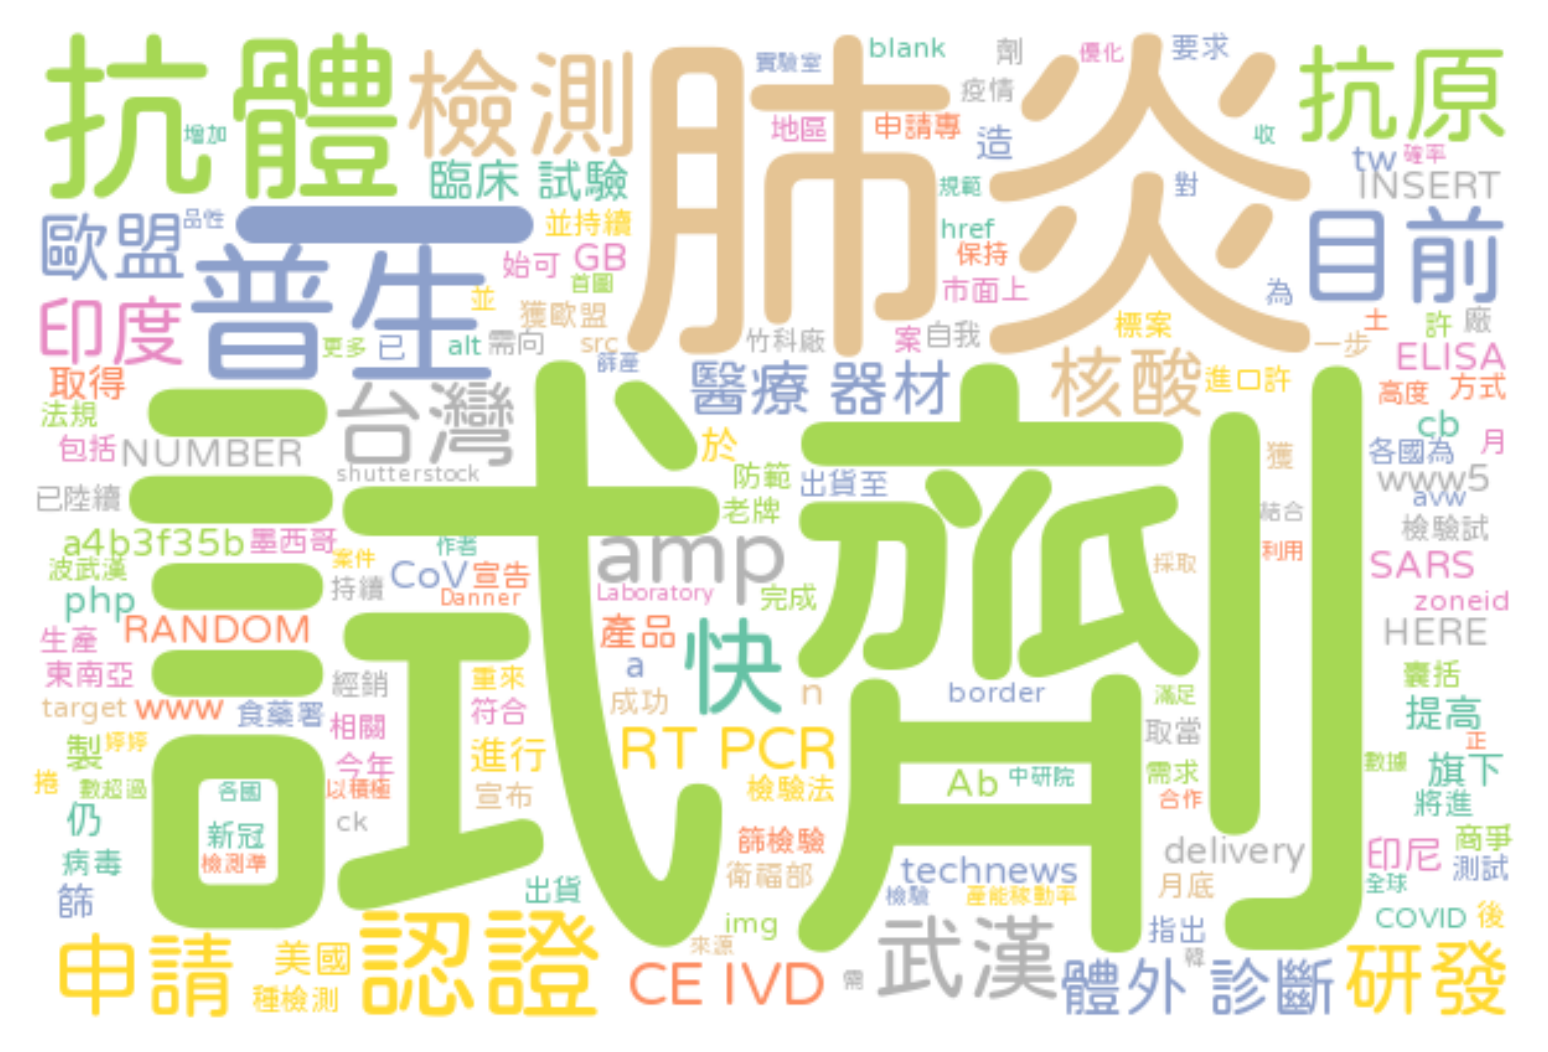 抗體
檢測
肺炎
抗原
實驗室
blank
劑
優化
要求
疫情
地區
申請專
造
收
增加
tw
確率
臨床 試驗
規範
對
INSERT
歐盟
品性
一
並持續
href
目前
普生
始可
GB
保持
首圖
市面上
為
印度
並
獲歐盟
標案
土
許
廠
更多
已
alt
需向
src
竹科廠
案
自我
一步
篩產
ELISA
取得
台灣
醫療 器材
核酸
進口許
高度
方式
法規
試劑
cb
包括
NUMBER
於
獲
各國為
月
shutterstock
防範
出貨至
www5
已陸續
老牌
avw
結合
檢驗試
a4b3f35b
墨西哥
案件
作者
amp
採取
利用
波武漢
持續
CoV
宣告
SARS
php
Danner
Laboratory
完成
zoneid
生產
RANDOM
產品
快
HERE
東南亞
經銷
重來
a
囊括
target
www
食藥署
成功
n
border
滿足
相關
符合
提高
製
婷婷
今年
進行
RT PCR
取當
正
捲
數超過
各國
以積極
宣布
檢驗法
Ab
中研院
需求
數據
旗下
合作
將進
仍
新冠
ck
篩檢驗
商爭
病毒
檢測準
衛福部
technews
delivery
印尼
測試
篩
出貨
檢驗
產能稼動率
月底
全球
img
COVID
後
申請
美國
認證
來源
武漢
指出
種檢測
CE IVD
需
體外 診斷
韓
研發